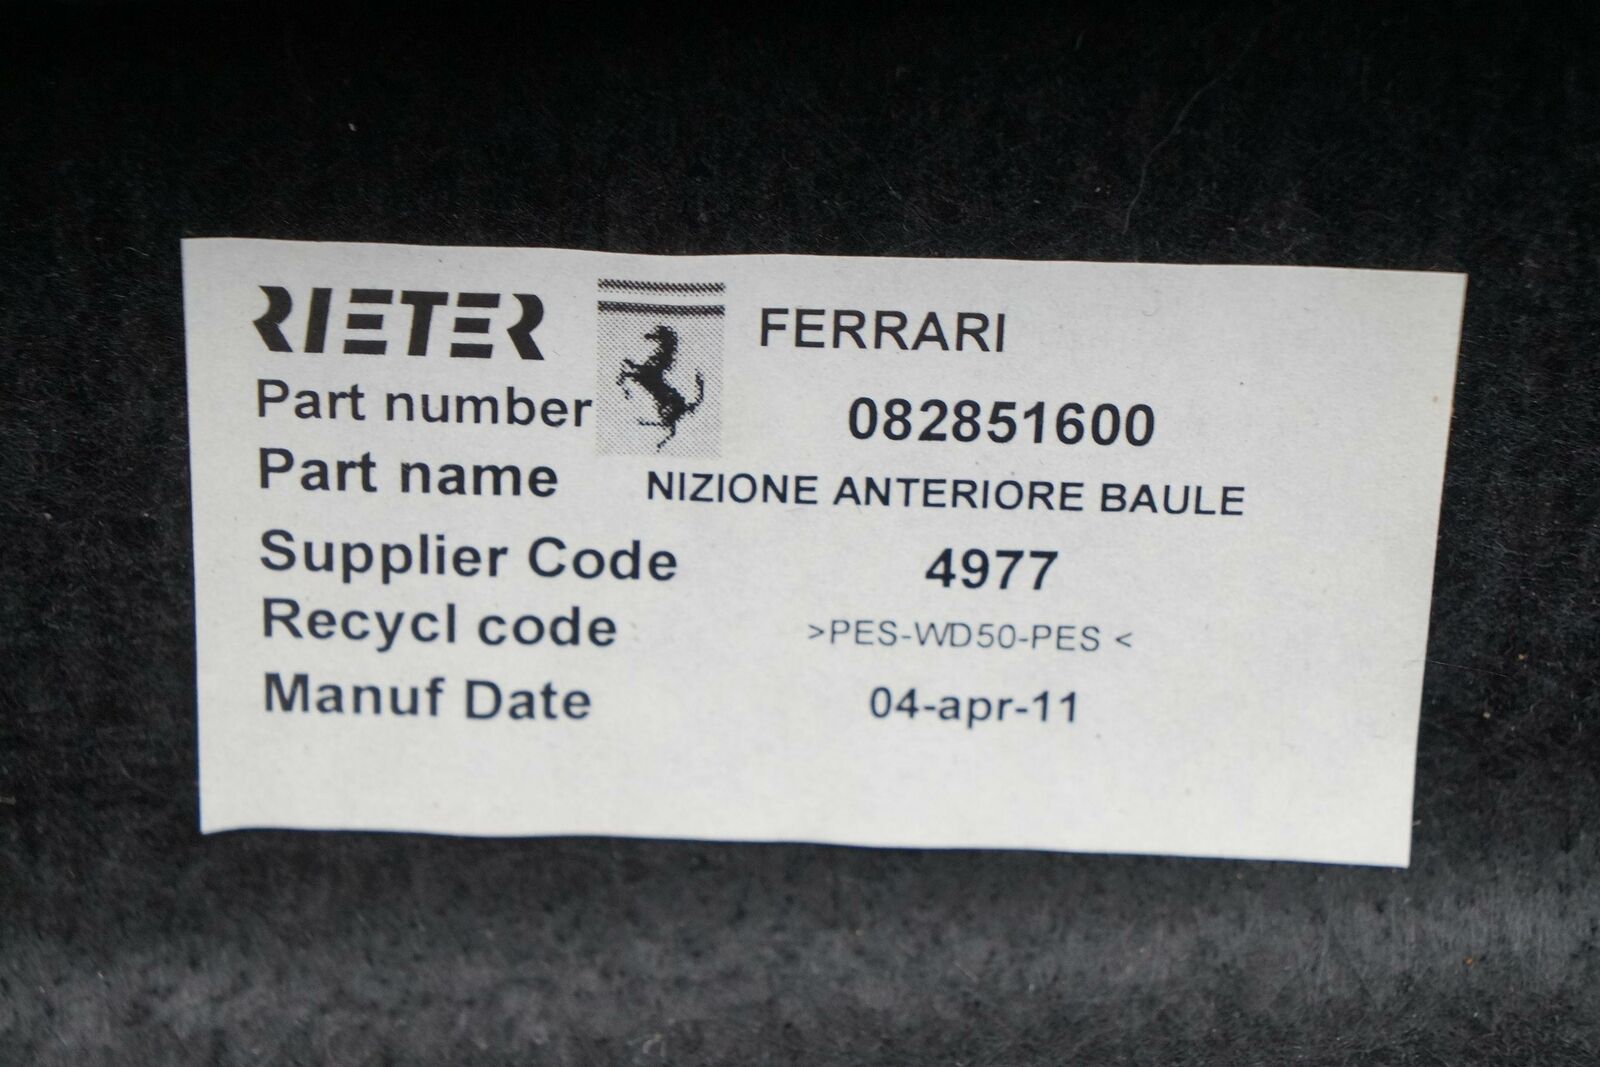 RIETER FERRARI
Part number 082851600
Part name NIZIONE ANTERIORE BAULE
Supplier Code 4977
Recycl code >PES-WD50-PES <
Manuf Date 04-apr-11